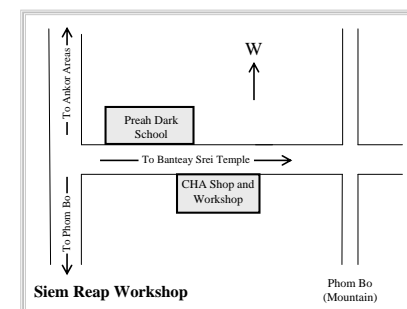 To Ankor Areas
W
Preah Dark
School
To Banteay Srei Temple
CHA Shop and
Workshop
To Phom Bo
Siem Reap Workshop
Phom Bo
(Mountain)